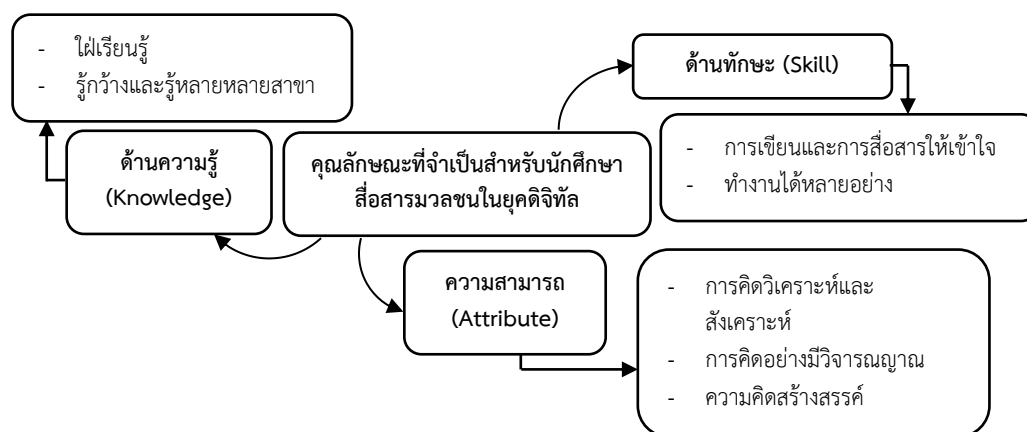 - ใฝ่เรียนรู้
- รู้กว้างและรู้หลายหลายสาขา
ด้านความรู้
(Knowledge)
คุณลักษณะที่จำเป็นสำหรับนักศึกษา
สื่อสารมวลชนในยุคดิจิทัล
ด้านทักษะ (Skill)
- การเขียนและการสื่อสารให้เข้าใจ
- ทำงานได้หลายอย่าง
ความสามารถ
(Attribute)
- การคิดวิเคราะห์และ
สังเคราะห์
- การคิดอย่างมีวิจารณญาณ
- ความคิดสร้างสรรค์